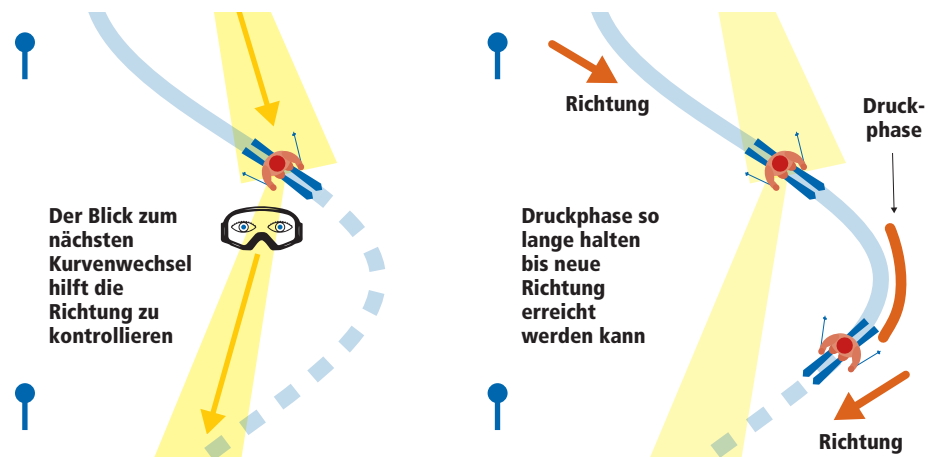 Der Blick zum
nächsten
Kurvenwechsel
hilft die
Richtung zu
kontrollieren
Richtung
Druck-
phase
Druckphase so
lange halten
bis neue
Richtung
erreicht
werden kann
Richtung